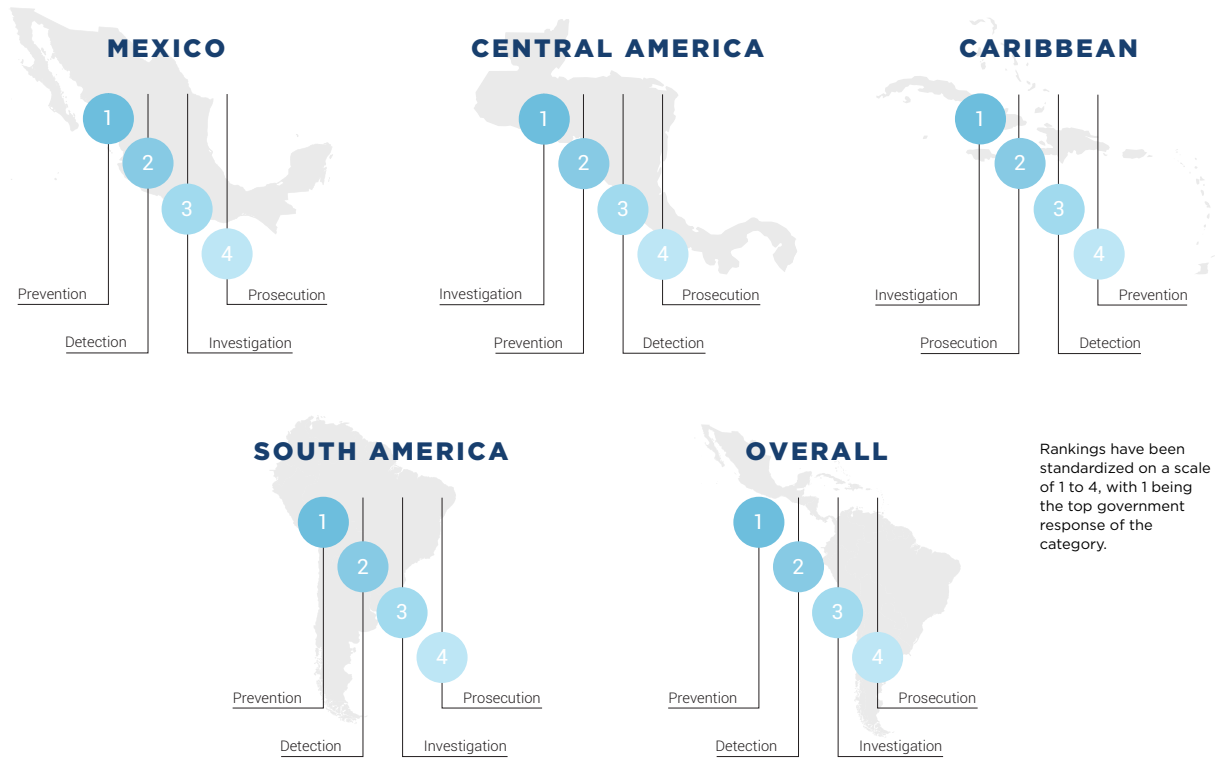 MEXICO
1
2
3
4
Prevention
Prosecution
Detection
Investigation
CENTRAL AMERICA
1
2
3
4
Investigation
Prosecution
Prevention
Detection
CARIBBEAN
1
2
3
4
Investigation
Prevention
Prosecution
Detection
SOUTH AMERICA
1
2
3
4
Prevention
Prosecution
Detection
Investigation
OVERALL
1
2
3
4
Prevention
Prosecution
Detection
Investigation
Rankings have been
standardized on a scale
of 1 to 4, with 1 being
the top government
response of the
category.